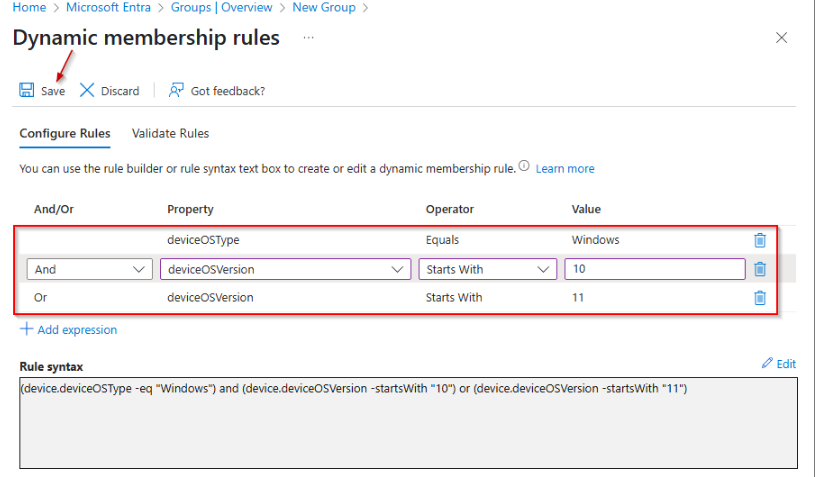 Home > Microsoft Entra > Groups | Overview > New Group >
Dynamic membership rules ...
Save Discard Got feedback?
Configure Rules Validate Rules
You can use the rule builder or rule syntax text box to create or edit a dynamic membership rule. Learn more
And/Or Property Operator Value
deviceOSType Equals Windows
And deviceOSVersion Starts With 10
Or deviceOSVersion Starts With 11
+ Add expression
Rule syntax Edit
(device.deviceOSType -eq "Windows") and (device.deviceOSVersion -startsWith "10") or (device.deviceOSVersion -startsWith "11")